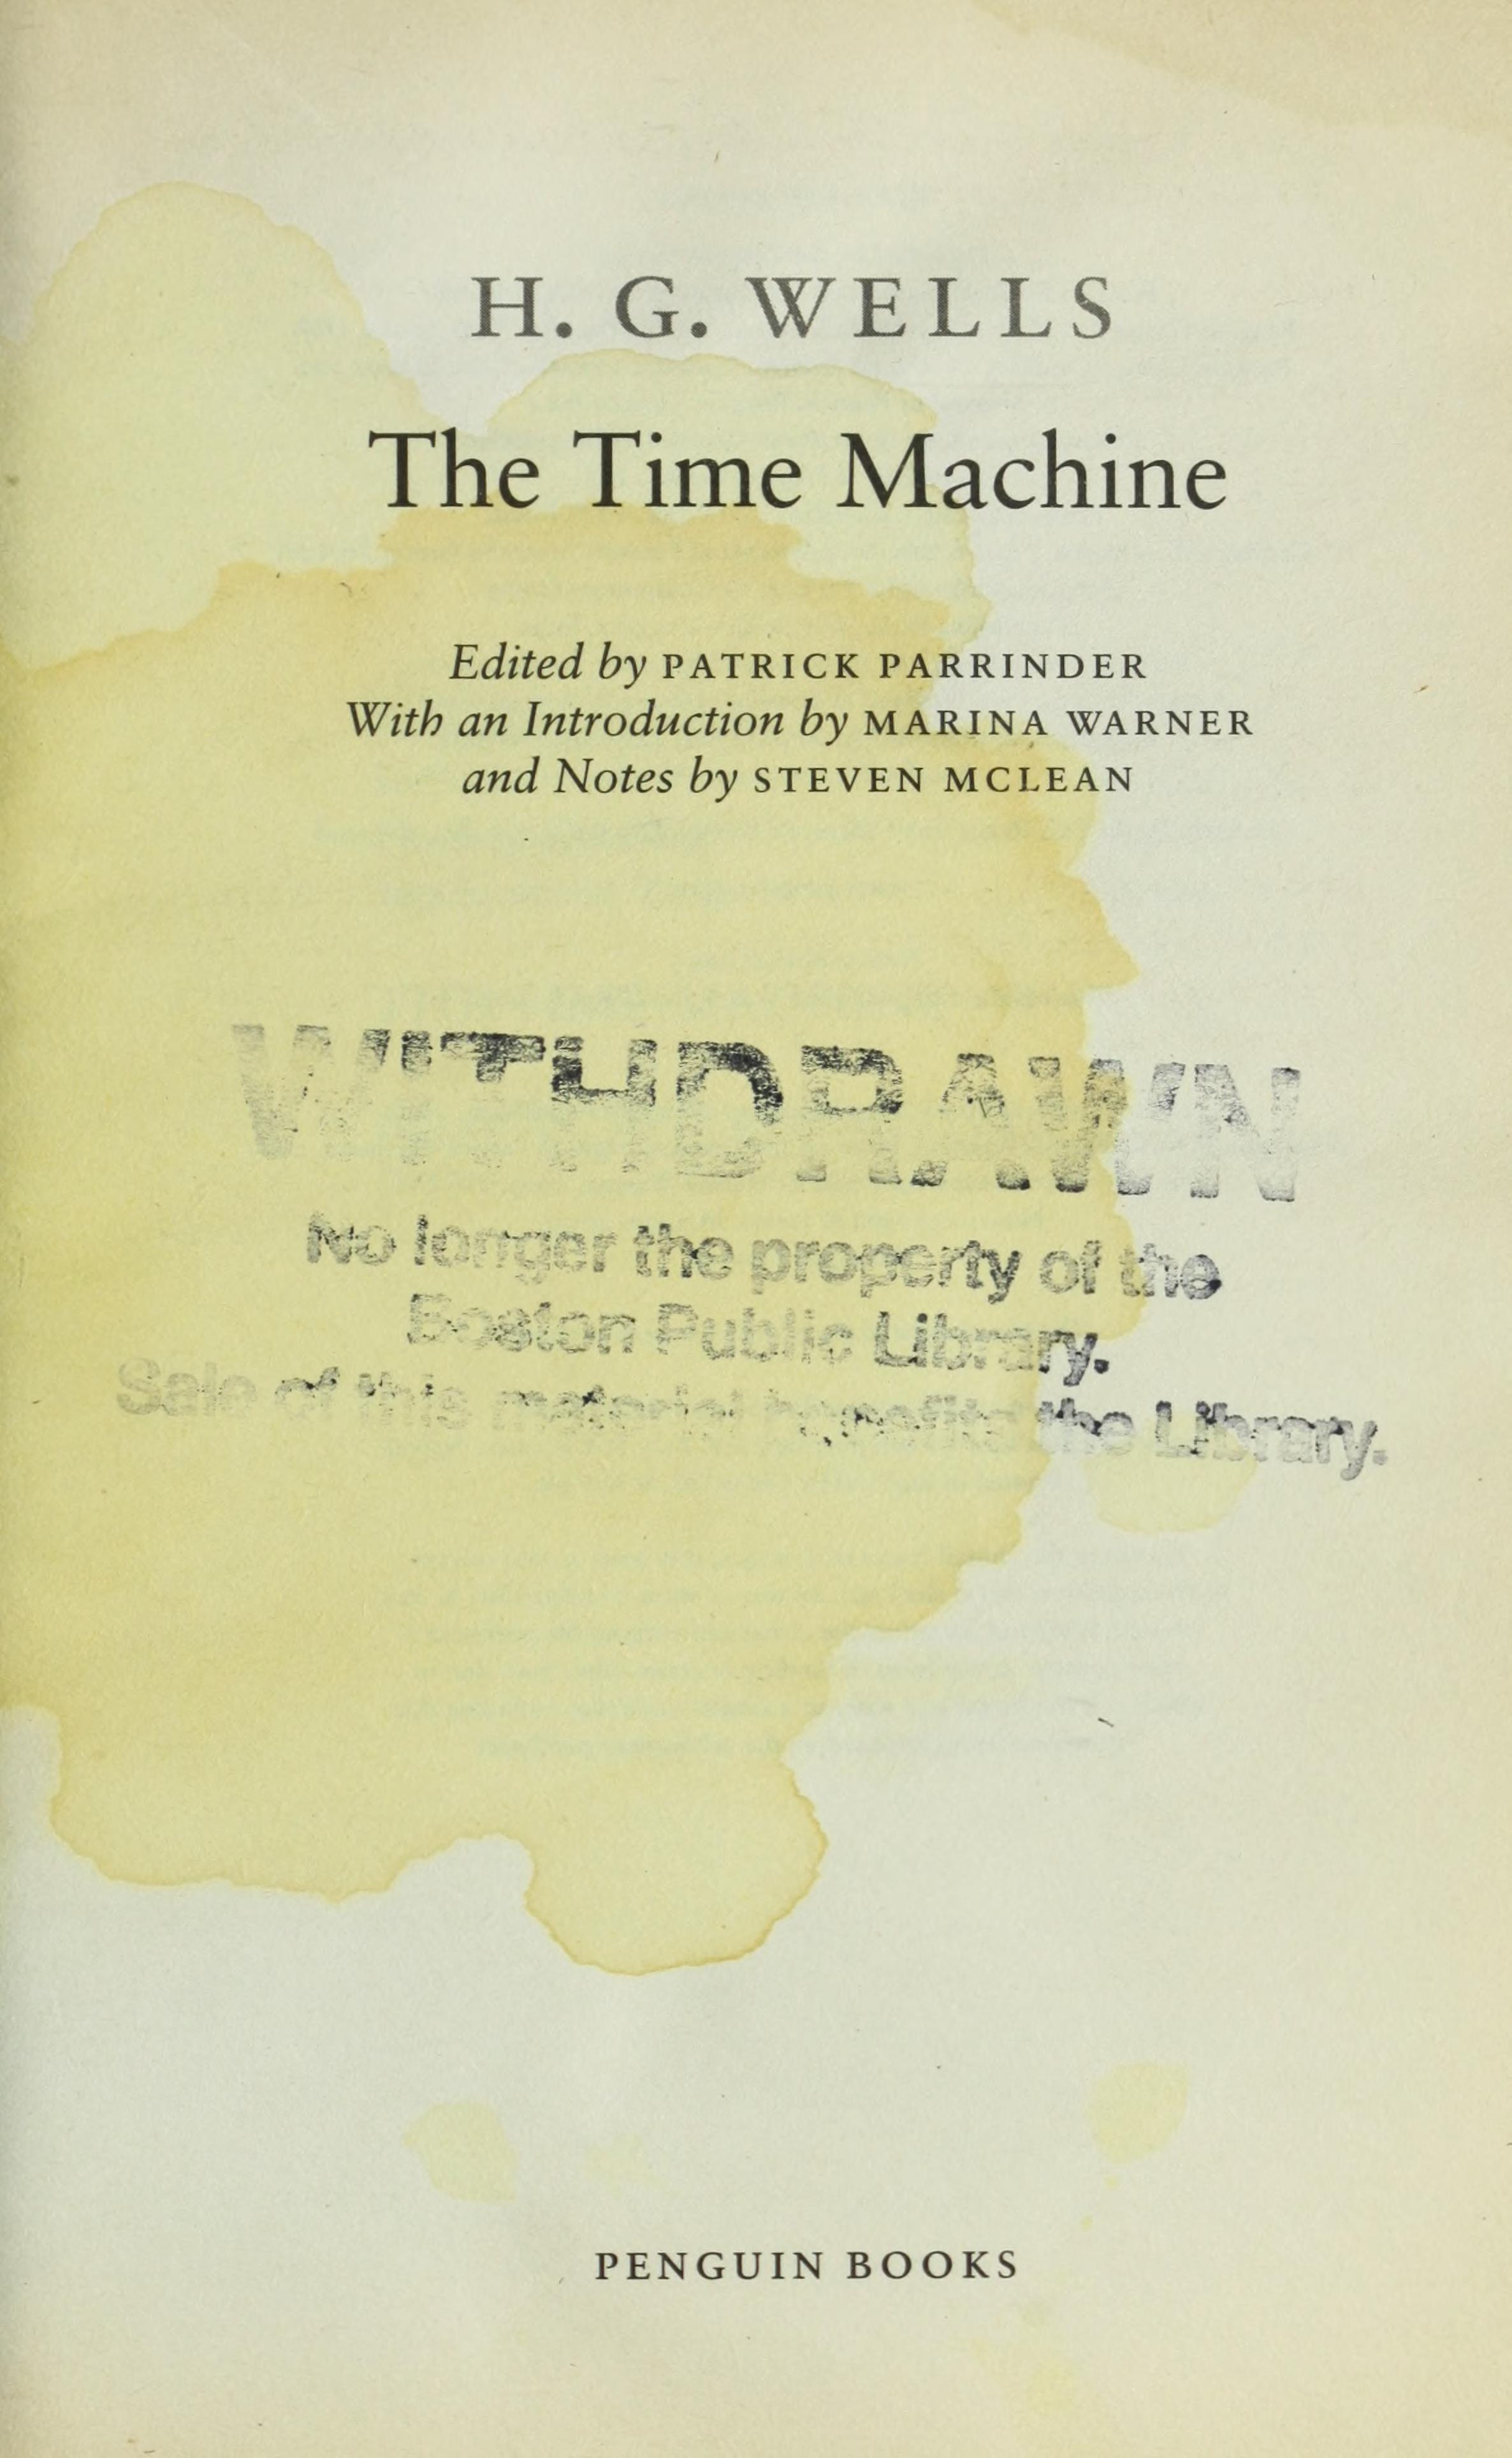 H. G. WELLS
The Time Machine
Edited by PATRICK PARRINDER
With an Introduction by MARINA WARNER
and Notes by STEVEN MCLEAN
WITHDRAWN
No longer the property of the
Boston Public Library.
Sale of this material benefits the Library.
PENGUIN BOOKS